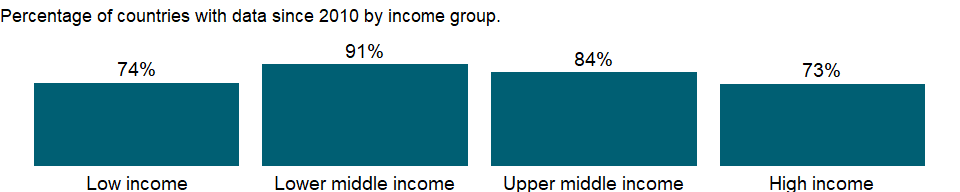 Percentage of countries with data since 2010 by income group.
74%
91%
84%
73%
Low income
Lower middle income
Upper middle income
High income